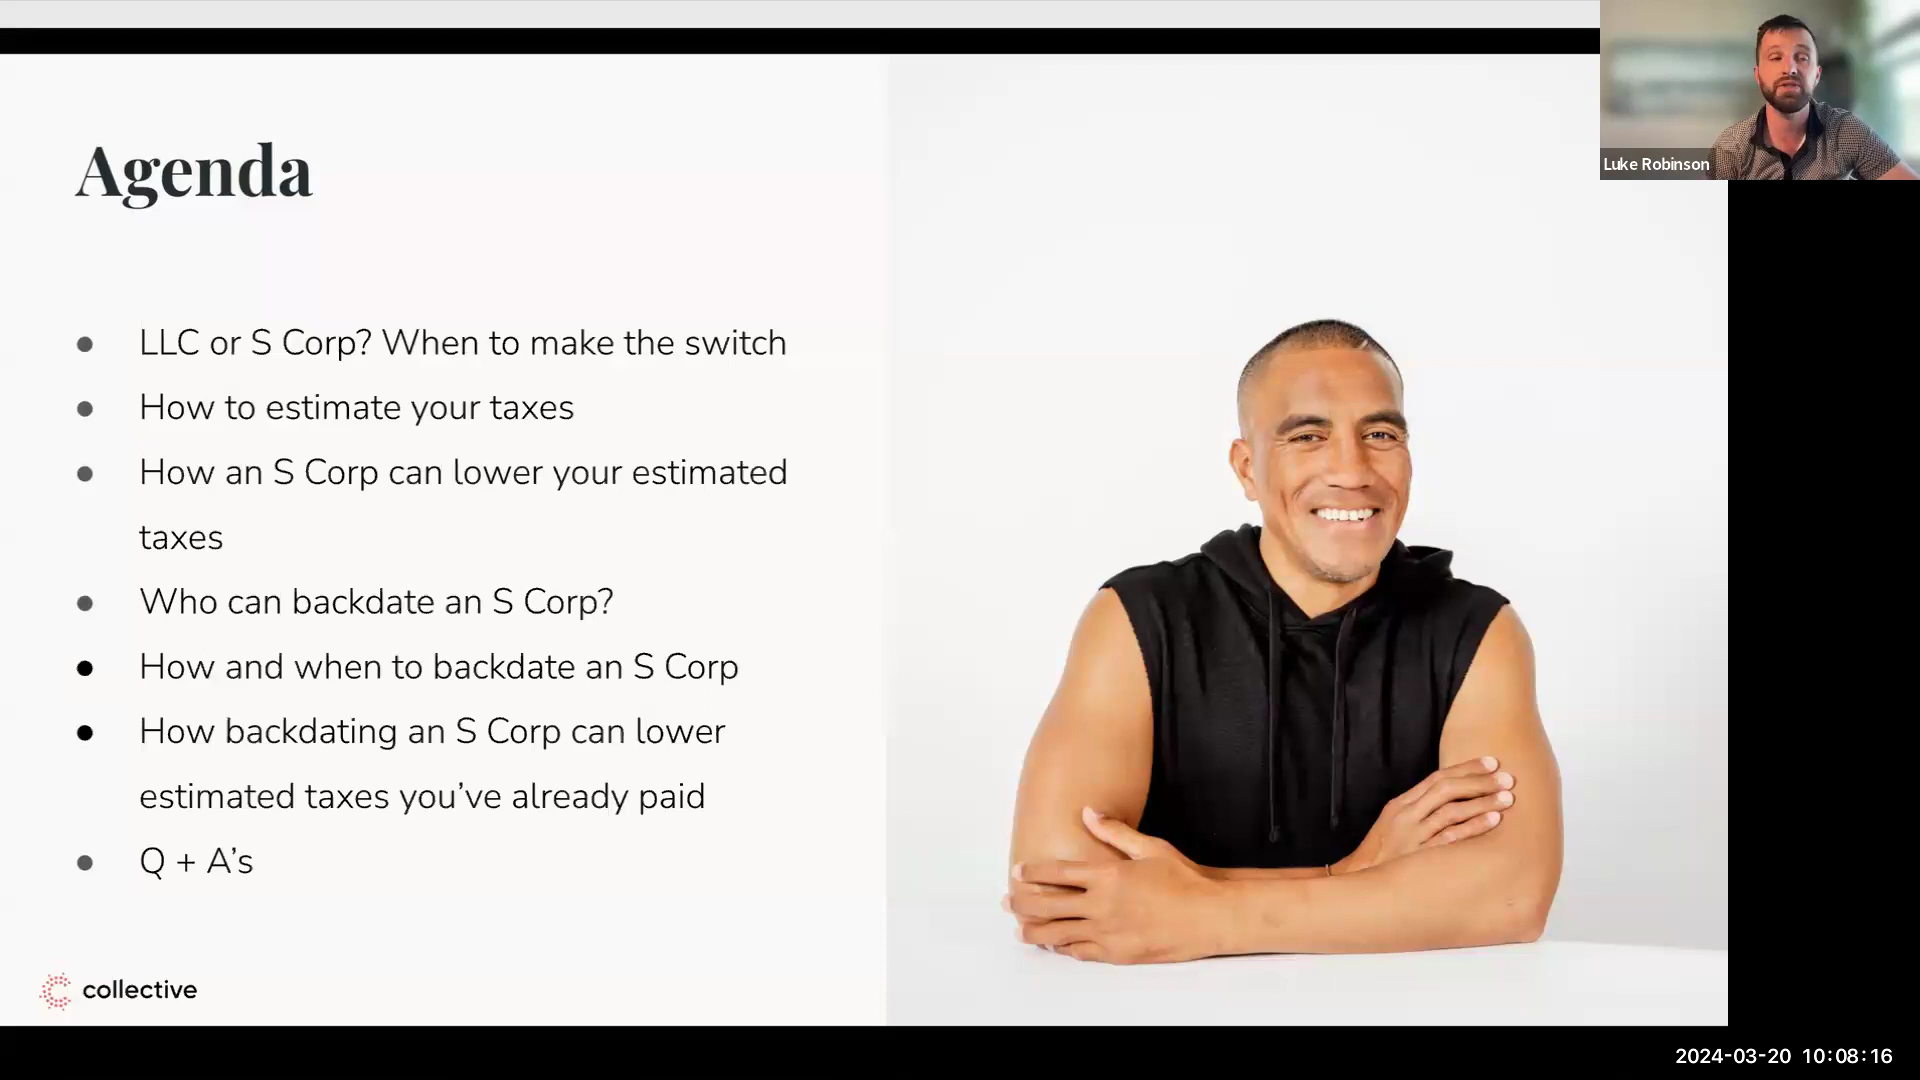 Luke Robinson
Agenda
● LLC or S Corp? When to make the switch
● How to estimate your taxes
● How an S Corp can lower your estimated
taxes
● Who can backdate an S Corp?
● How and when to backdate an S Corp
● How backdating an S Corp can lower
estimated taxes you’ve already paid
● Q + A’s
collective
2024-03-20 10:08:16